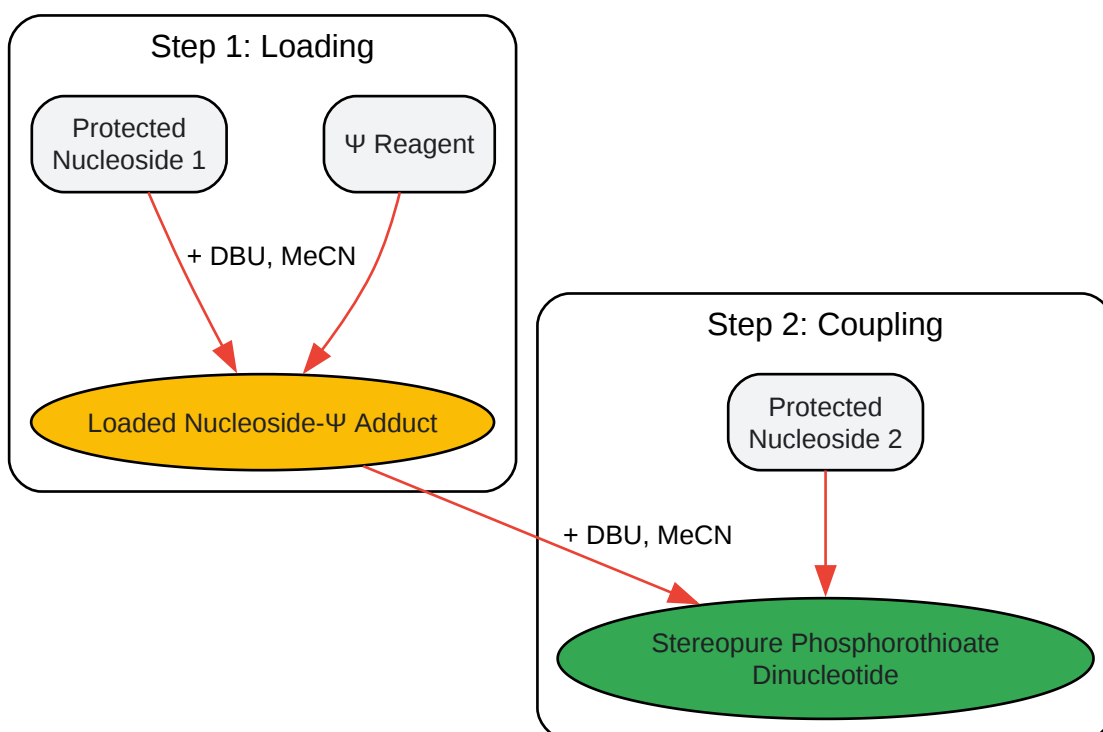 Step 1: Loading
Protected
Nucleoside 1
Ψ Reagent
+ DBU, MeCN
Loaded Nucleoside-Ψ Adduct
Step 2: Coupling
Protected
Nucleoside 2
+ DBU, MeCN
Stereopure Phosphorothioate
Dinucleotide